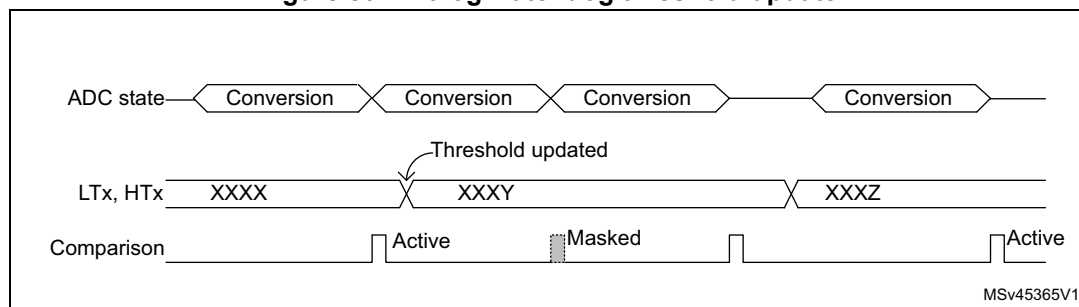 ADC state Conversion Conversion Conversion Conversion
Threshold updated
LTx, HTx XXXX XXXY XXXZ
Comparison Active Masked Active
MSv45365V1